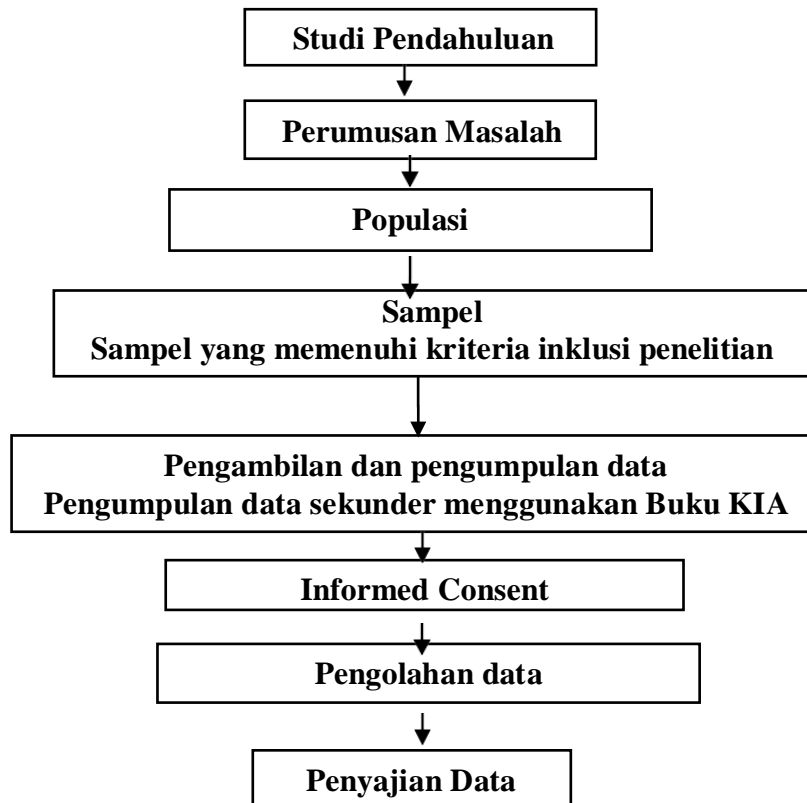 Studi Pendahuluan
Perumusan Masalah
Populasi
Sampel
Sampel yang memenuhi kriteria inklusi penelitian
Pengambilan dan pengumpulan data
Pengumpulan data sekunder menggunakan Buku KIA
Informed Consent
Pengolahan data
Penyajian Data